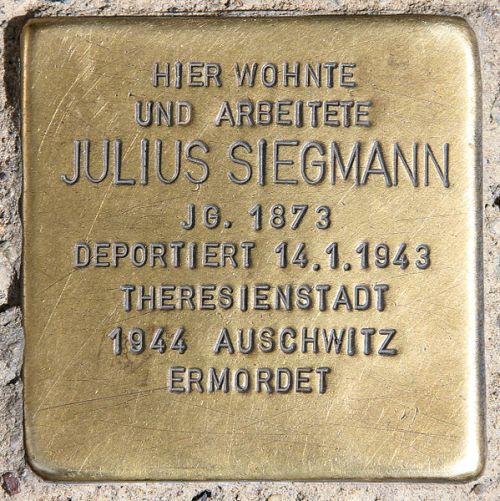 HIER WOHNTE
UND ARBEITETE
JULIUS SIEGMANN
JG. 1873
DEPORTIERT 14.1.1943
THERESIENSTADT
1944 AUSCHWITZ
ERMORDET